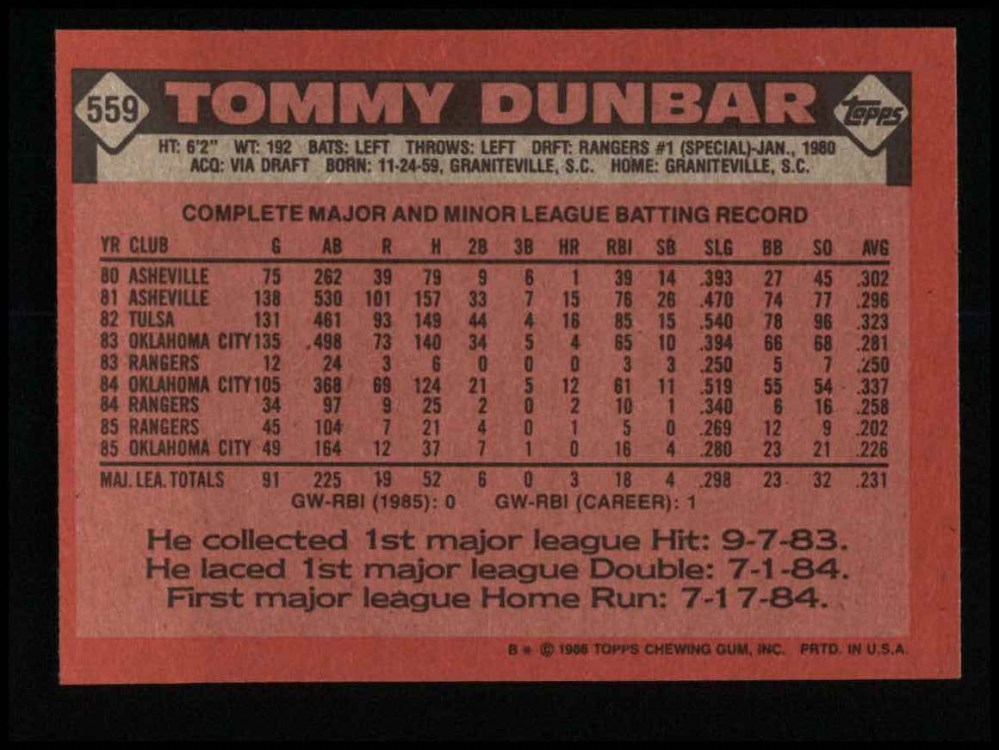 559 TOMMY DUNBAR Topps
HT: 6'2" WT: 192 BATS: LEFT THROWS: LEFT DRFT: RANGERS #1 (SPECIAL)-JAN., 1980
ACQ: VIA DRAFT BORN: 11-24-59, GRANITEVILLE, S.C. HOME: GRANITEVILLE, S.C.
COMPLETE MAJOR AND MINOR LEAGUE BATTING RECORD
YR CLUB G AB R H 2B 3B HR RBI SB SLG BB SO AVG
80 ASHEVILLE 75 262 39 79 9 6 1 39 14 .393 27 45 .302
81 ASHEVILLE 138 530 101 157 33 7 15 76 26 .470 74 77 .296
82 TULSA 131 461 93 149 44 4 16 85 15 .540 78 96 .323
83 OKLAHOMA CITY 135 498 73 140 34 5 4 65 10 .394 66 68 .281
83 RANGERS 12 24 3 6 0 0 0 3 3 .250 5 7 .250
84 OKLAHOMA CITY 105 368 69 124 21 5 12 61 11 .519 55 54 .337
84 RANGERS 34 97 9 25 2 0 2 10 1 .340 6 16 .258
85 RANGERS 45 104 7 21 4 0 1 5 0 .269 12 9 .202
85 OKLAHOMA CITY 49 164 12 37 7 1 0 16 4 .280 23 21 .226
MAJ. LEA. TOTALS 91 225 19 52 6 0 3 18 4 .298 23 32 .231
GW-RBI (1985): 0 GW-RBI (CAREER): 1
He collected 1st major league Hit: 9-7-83.
He laced 1st major league Double: 7-1-84.
First major league Home Run: 7-17-84.
B * © 1986 TOPPS CHEWING GUM, INC. PRTD. IN U.S.A.